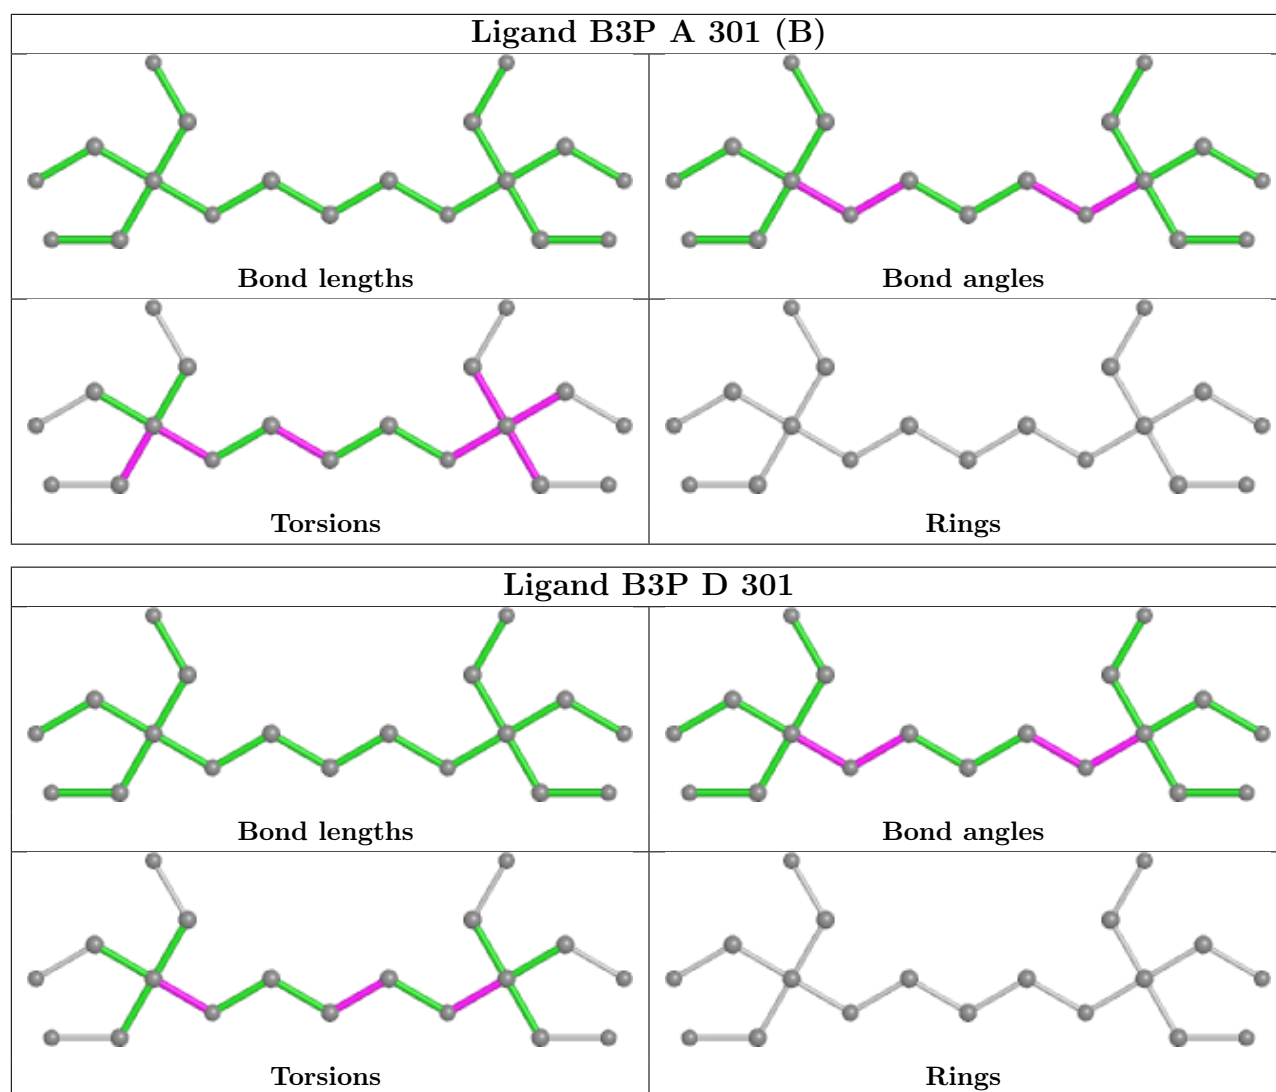 Ligand B3P A 301 (B)
Bond lengths
Bond angles
Torsions
Rings
Ligand B3P D 301
Bond lengths
Bond angles
Torsions
Rings